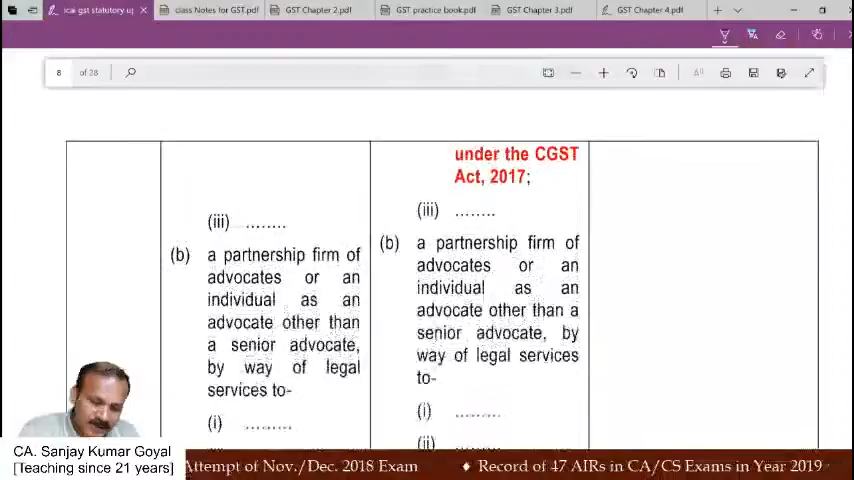 icai gst statutory up
class Notes for GST.pdf
GST Chapter 2.pdf
GST practice book.pdf
GST Chapter 3.pdf
GST Chapter 4.pdf
8 of 28
under the CGST
Act, 2017;
(iii) ........
(b) a partnership firm of
advocates or an
individual as an
advocate other than
a senior advocate,
by way of legal
services to-
(i) ..........
(iii) ........
(b) a partnership firm of
advocates or an
individual as an
advocate other than a
senior advocate, by
way of legal services
to-
(i) ..........
(ii) ........
CA. Sanjay Kumar Goyal
[Teaching since 21 years]
Attempt of Nov./Dec. 2018 Exam
♦ Record of 47 AIRs in CA/CS Exams in Year 2019